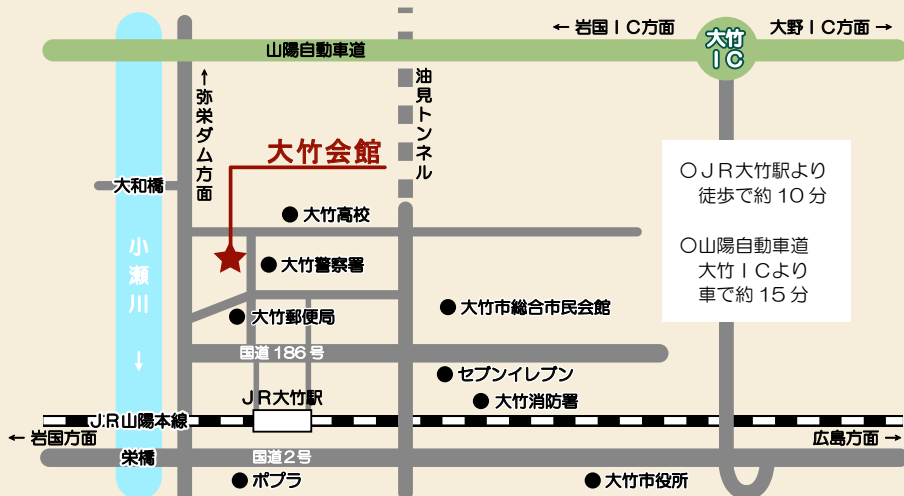 ← 岩国IC方面
大竹
IC
大野IC方面 →
山陽自動車道
←弥栄ダム方面
油見トンネル
大竹会館
大和橋
○JR大竹駅より
徒歩で約10分
○山陽自動車道
大竹ICより
車で約15分
●大竹高校
小瀬川 →
●大竹警察署
●大竹郵便局
●大竹市総合市民会館
国道186号
●セブンイレブン
JR大竹駅
●大竹消防署
JR山陽本線
← 岩国方面
広島方面 →
栄橋
国道2号
●ポプラ
●大竹市役所